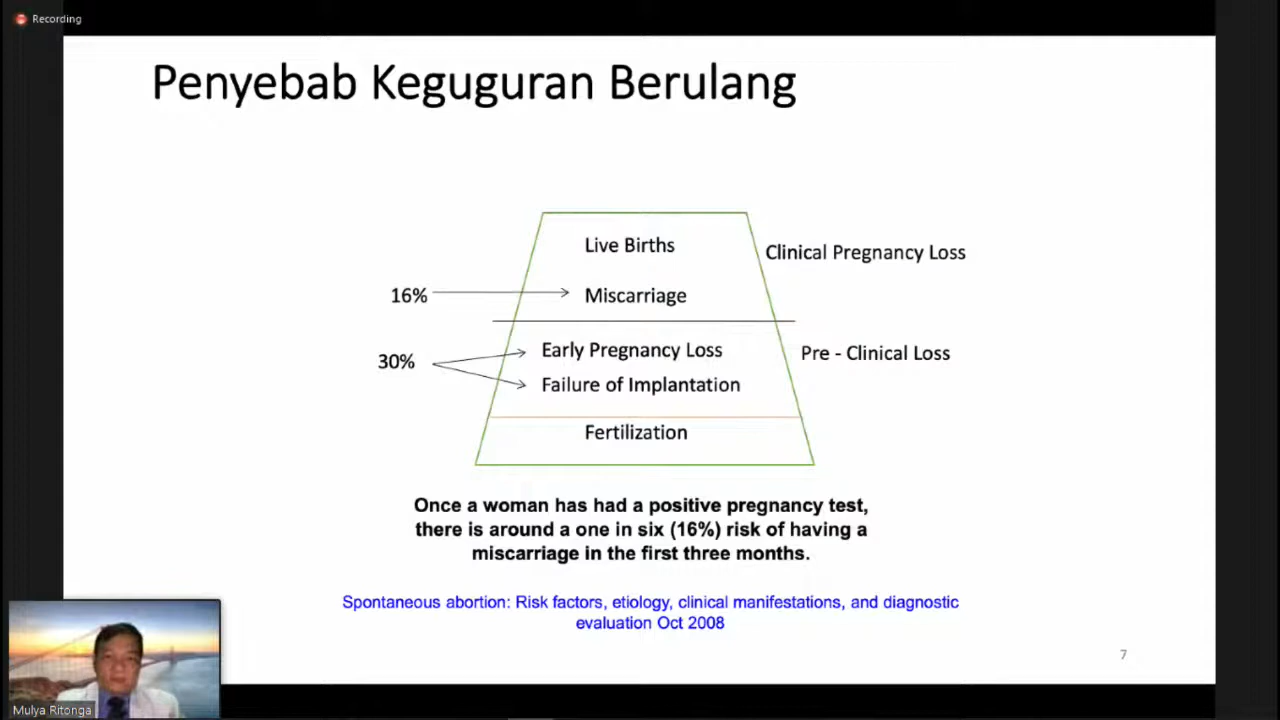 Recording
Penyebab Keguguran Berulang
Live Births
Clinical Pregnancy Loss
16%
Miscarriage
30%
Early Pregnancy Loss
Pre - Clinical Loss
Failure of Implantation
Fertilization
Once a woman has had a positive pregnancy test,
there is around a one in six (16%) risk of having a
miscarriage in the first three months.
Spontaneous abortion: Risk factors, etiology, clinical manifestations, and diagnostic
evaluation Oct 2008
7
Mulya Ritonga